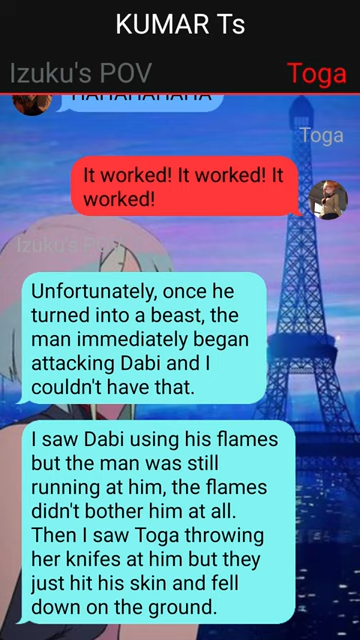 KUMAR Ts
Izuku's POV
Toga
HAHAHAHAHA
Toga
It worked! It worked! It
worked!
Izuku's POV
Unfortunately, once he
turned into a beast, the
man immediately began
attacking Dabi and I
couldn't have that.
I saw Dabi using his flames
but the man was still
running at him, the flames
didn't bother him at all.
Then I saw Toga throwing
her knifes at him but they
just hit his skin and fell
down on the ground.